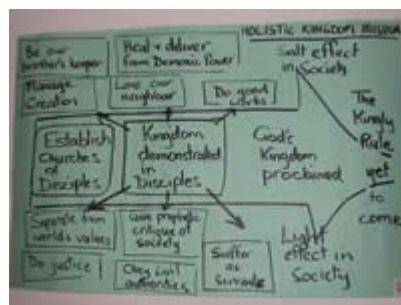 HOLISTIC KINGDOM MISSION
Be our
brother's keeper
Heal & deliver
from Demonic Power
Salt effect
in Society
Manage
Creation
Love our
neighbour
Do good
works
The
Kingly
Rule
yet
to
come
Establish
Churches
of
Disciples
Kingdom
demonstrated
in
Disciples
God's
Kingdom
proclaimed
Separate from
world's values
Give prophetic
critique of
society
Suffer
as
servants
Light
effect in
Society
Do justice
Obey civil
authorities